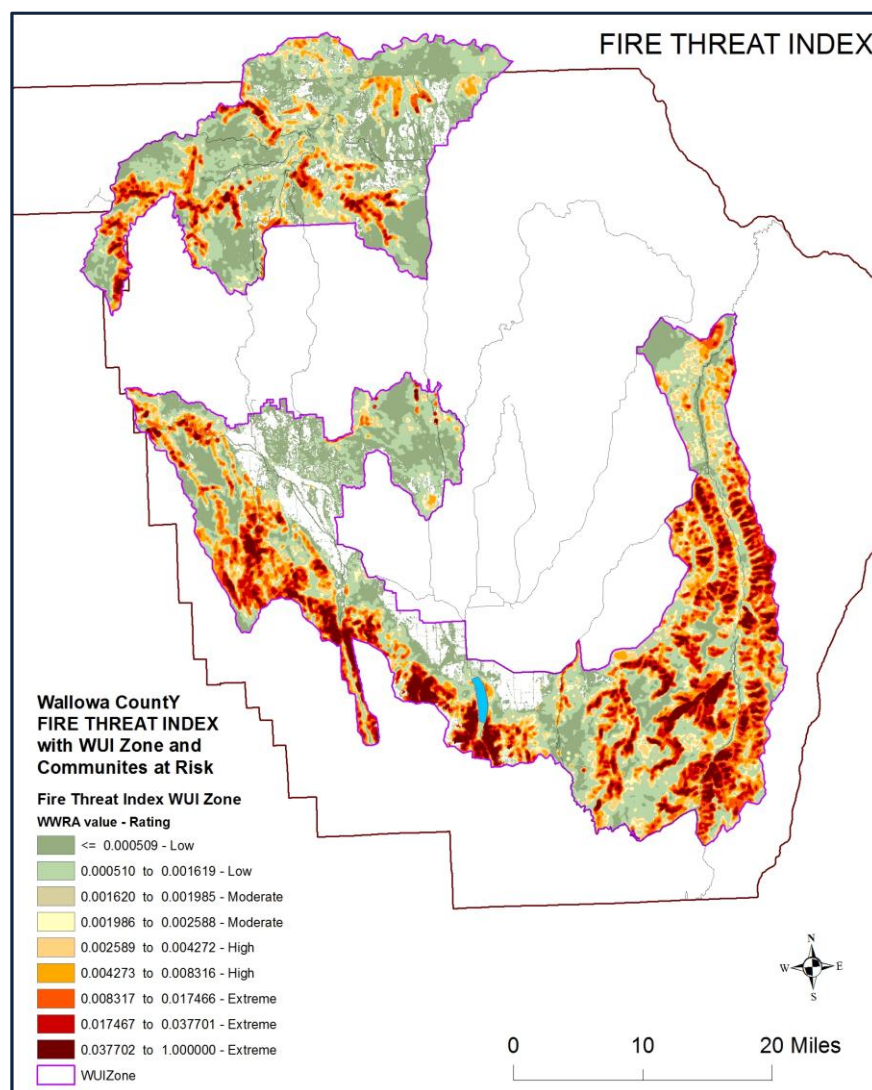 FIRE THREAT INDEX
Wallowa CountY
FIRE THREAT INDEX
with WUI Zone and
Communites at Risk
Fire Threat Index WUI Zone
WWRA value - Rating
<= 0.000509 - Low
0.000510 to 0.001619 - Low
0.001620 to 0.001985 - Moderate
0.001986 to 0.002588 - Moderate
0.002589 to 0.004272 - High
0.004273 to 0.008316 - High
0.008317 to 0.017466 - Extreme
0.017467 to 0.037701 - Extreme
0.037702 to 1.000000 - Extreme
WUIZone
N
W E
S
0 10 20 Miles